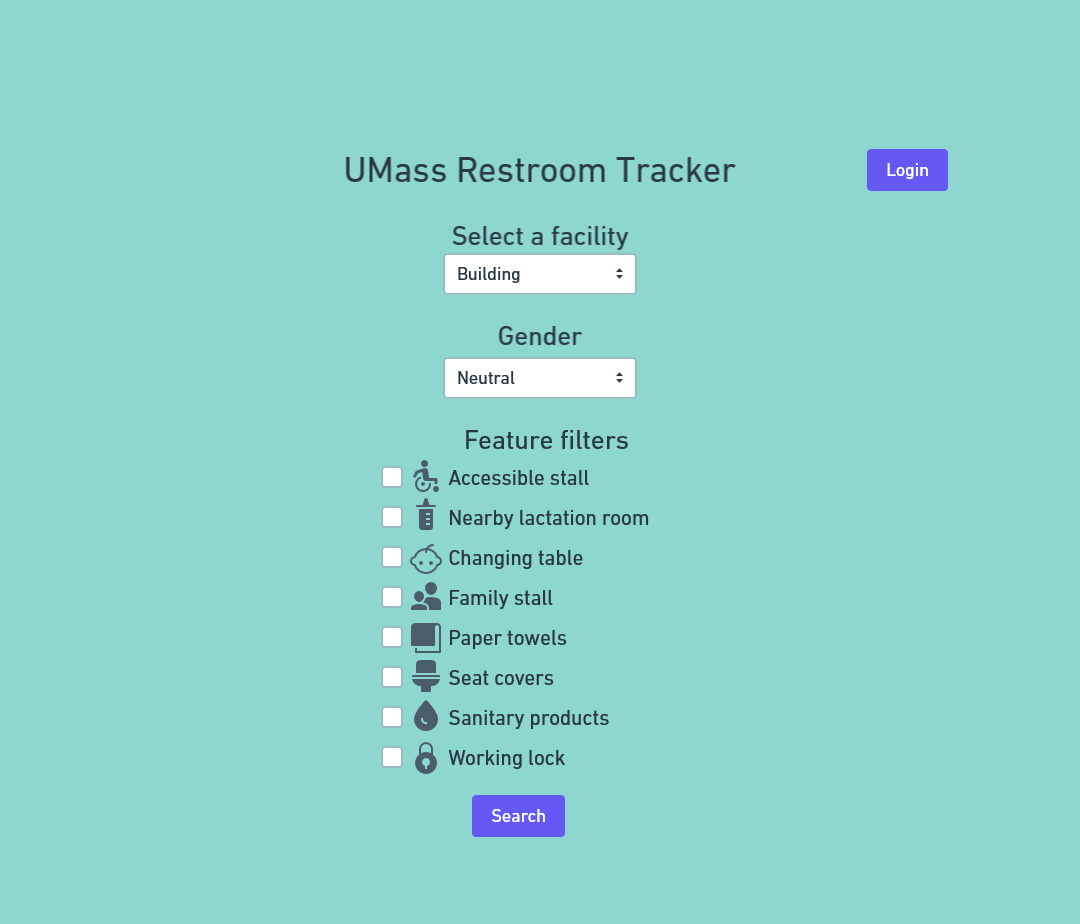 UMass Restroom Tracker
Login
Select a facility
Building
Gender
Neutral
Feature filters
Accessible stall
Nearby lactation room
Changing table
Family stall
Paper towels
Seat covers
Sanitary products
Working lock
Search